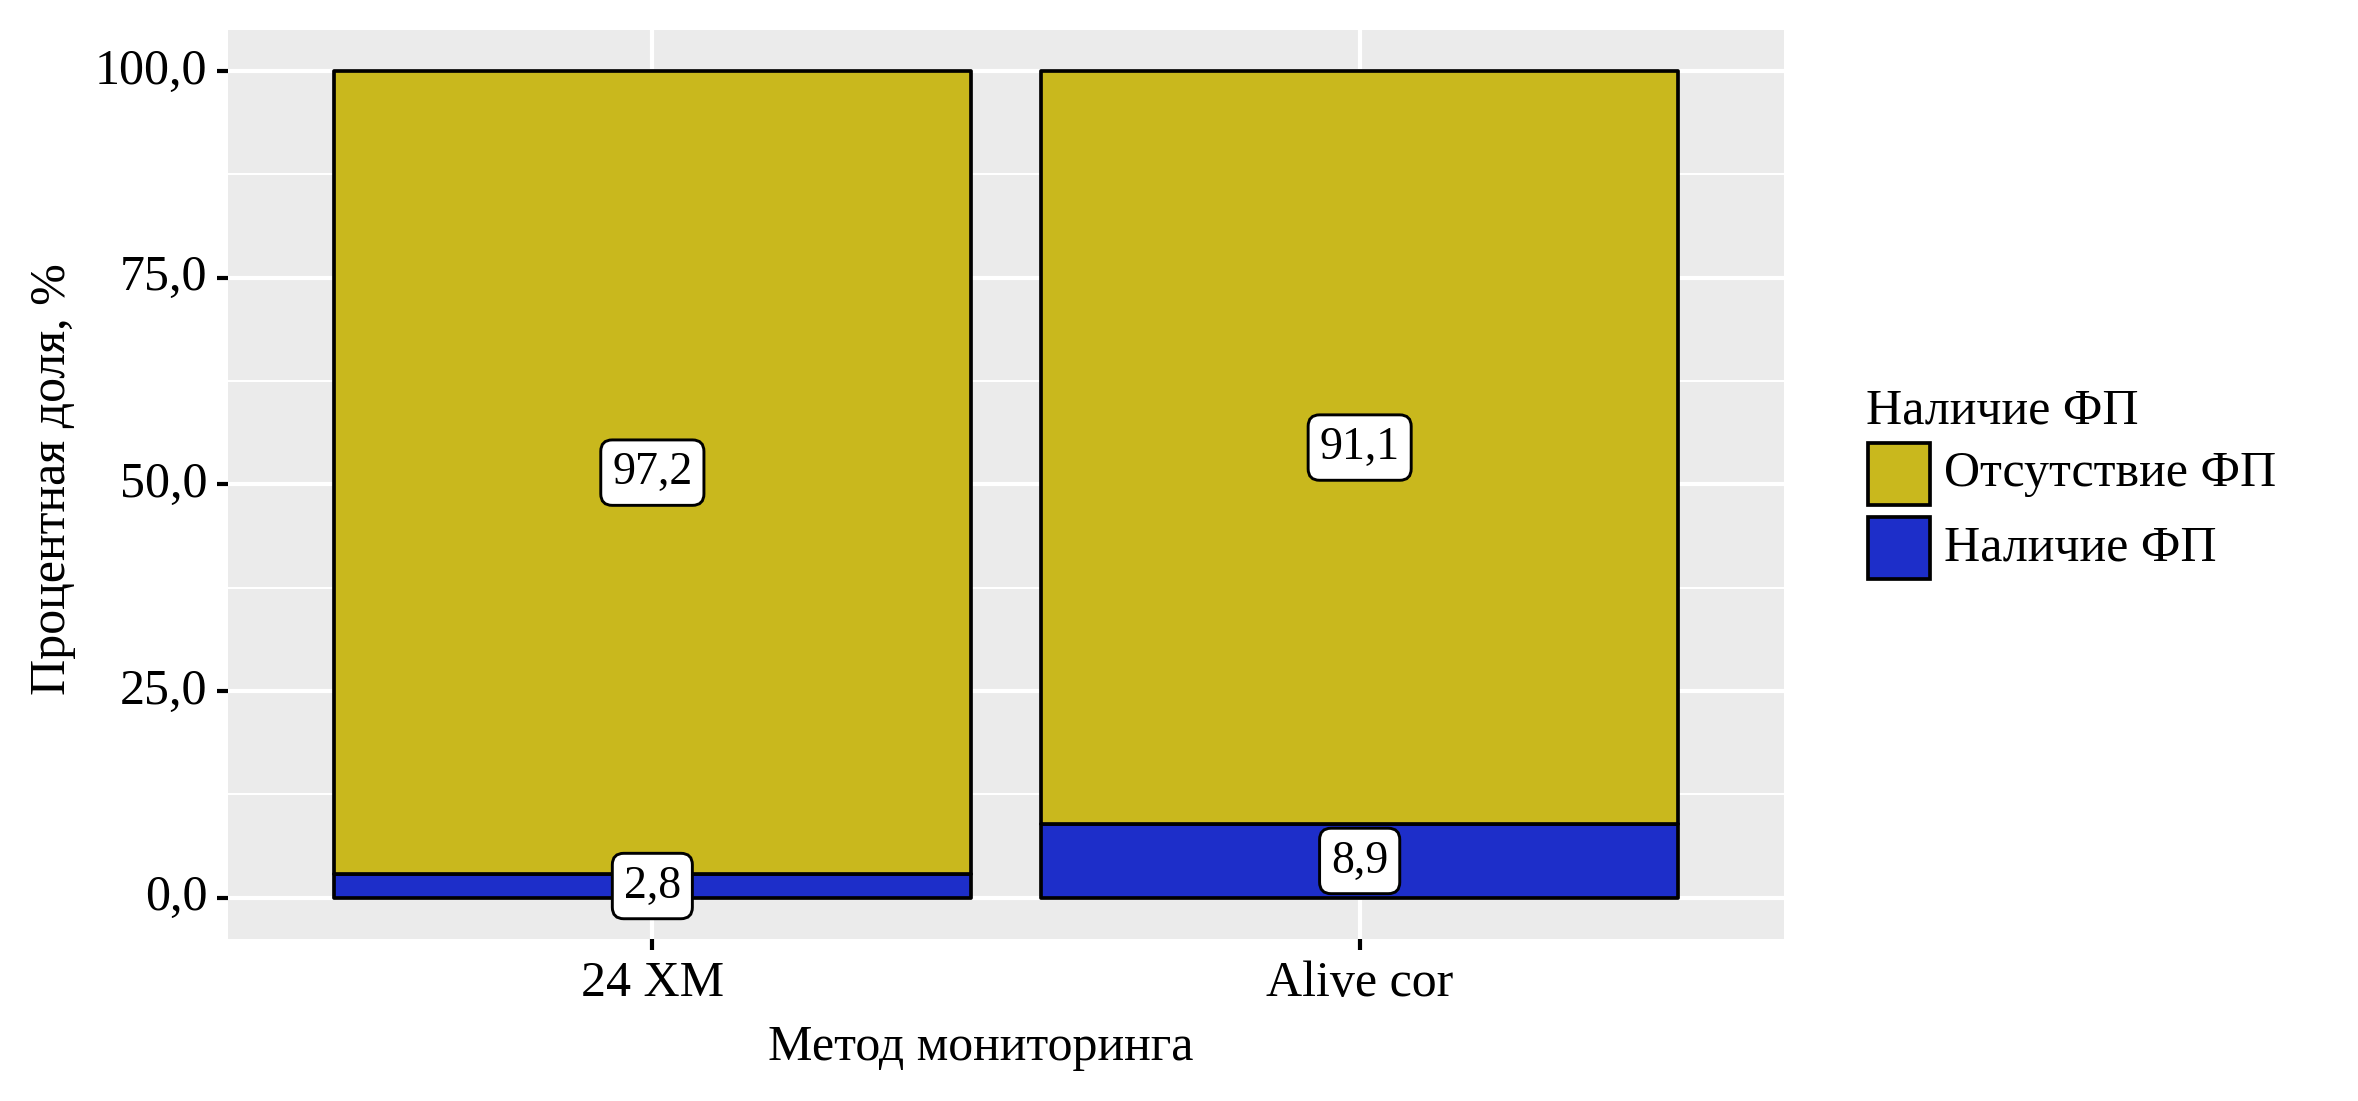 Процентная доля, %
100,0
75,0
50,0
25,0
0,0
97,2
2,8
91,1
8,9
24 ХМ
Alive cor
Метод мониторинга
Наличие ФП
Отсутствие ФП
Наличие ФП